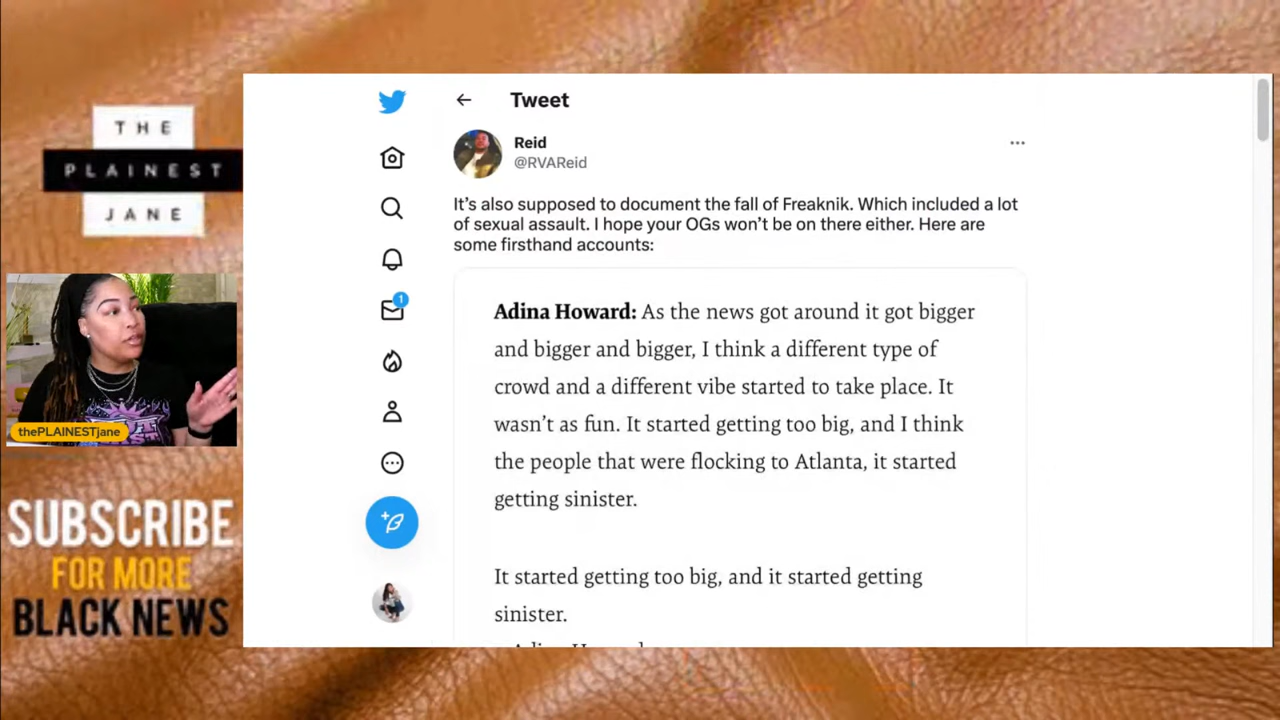 THE
PLAINEST
JANE
thePLAINESTjane
SUBSCRIBE
FOR MORE
BLACK NEWS
Tweet
Reid
@RVAReid
It’s also supposed to document the fall of Freaknik. Which included a lot
of sexual assault. I hope your OGs won’t be on there either. Here are
some firsthand accounts:
Adina Howard: As the news got around it got bigger
and bigger and bigger, I think a different type of
crowd and a different vibe started to take place. It
wasn’t as fun. It started getting too big, and I think
the people that were flocking to Atlanta, it started
getting sinister.
It started getting too big, and it started getting
sinister.
1